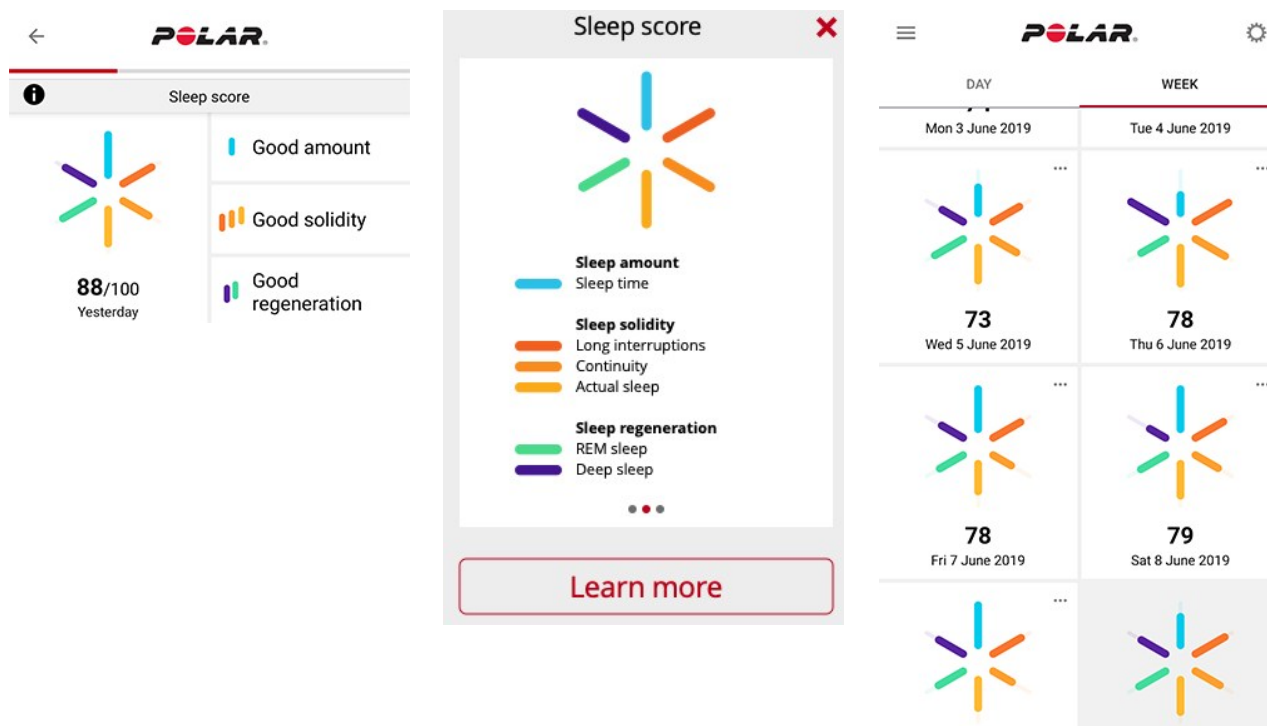 POLAR
Sleep score
Good amount
Good solidity
Good
regeneration
88/100
Yesterday
Sleep score
Sleep amount
Sleep time
Sleep solidity
Long interruptions
Continuity
Actual sleep
Sleep regeneration
REM sleep
Deep sleep
Learn more
POLAR
DAY
WEEK
Mon 3 June 2019
Tue 4 June 2019
73
Wed 5 June 2019
78
Thu 6 June 2019
78
Fri 7 June 2019
79
Sat 8 June 2019